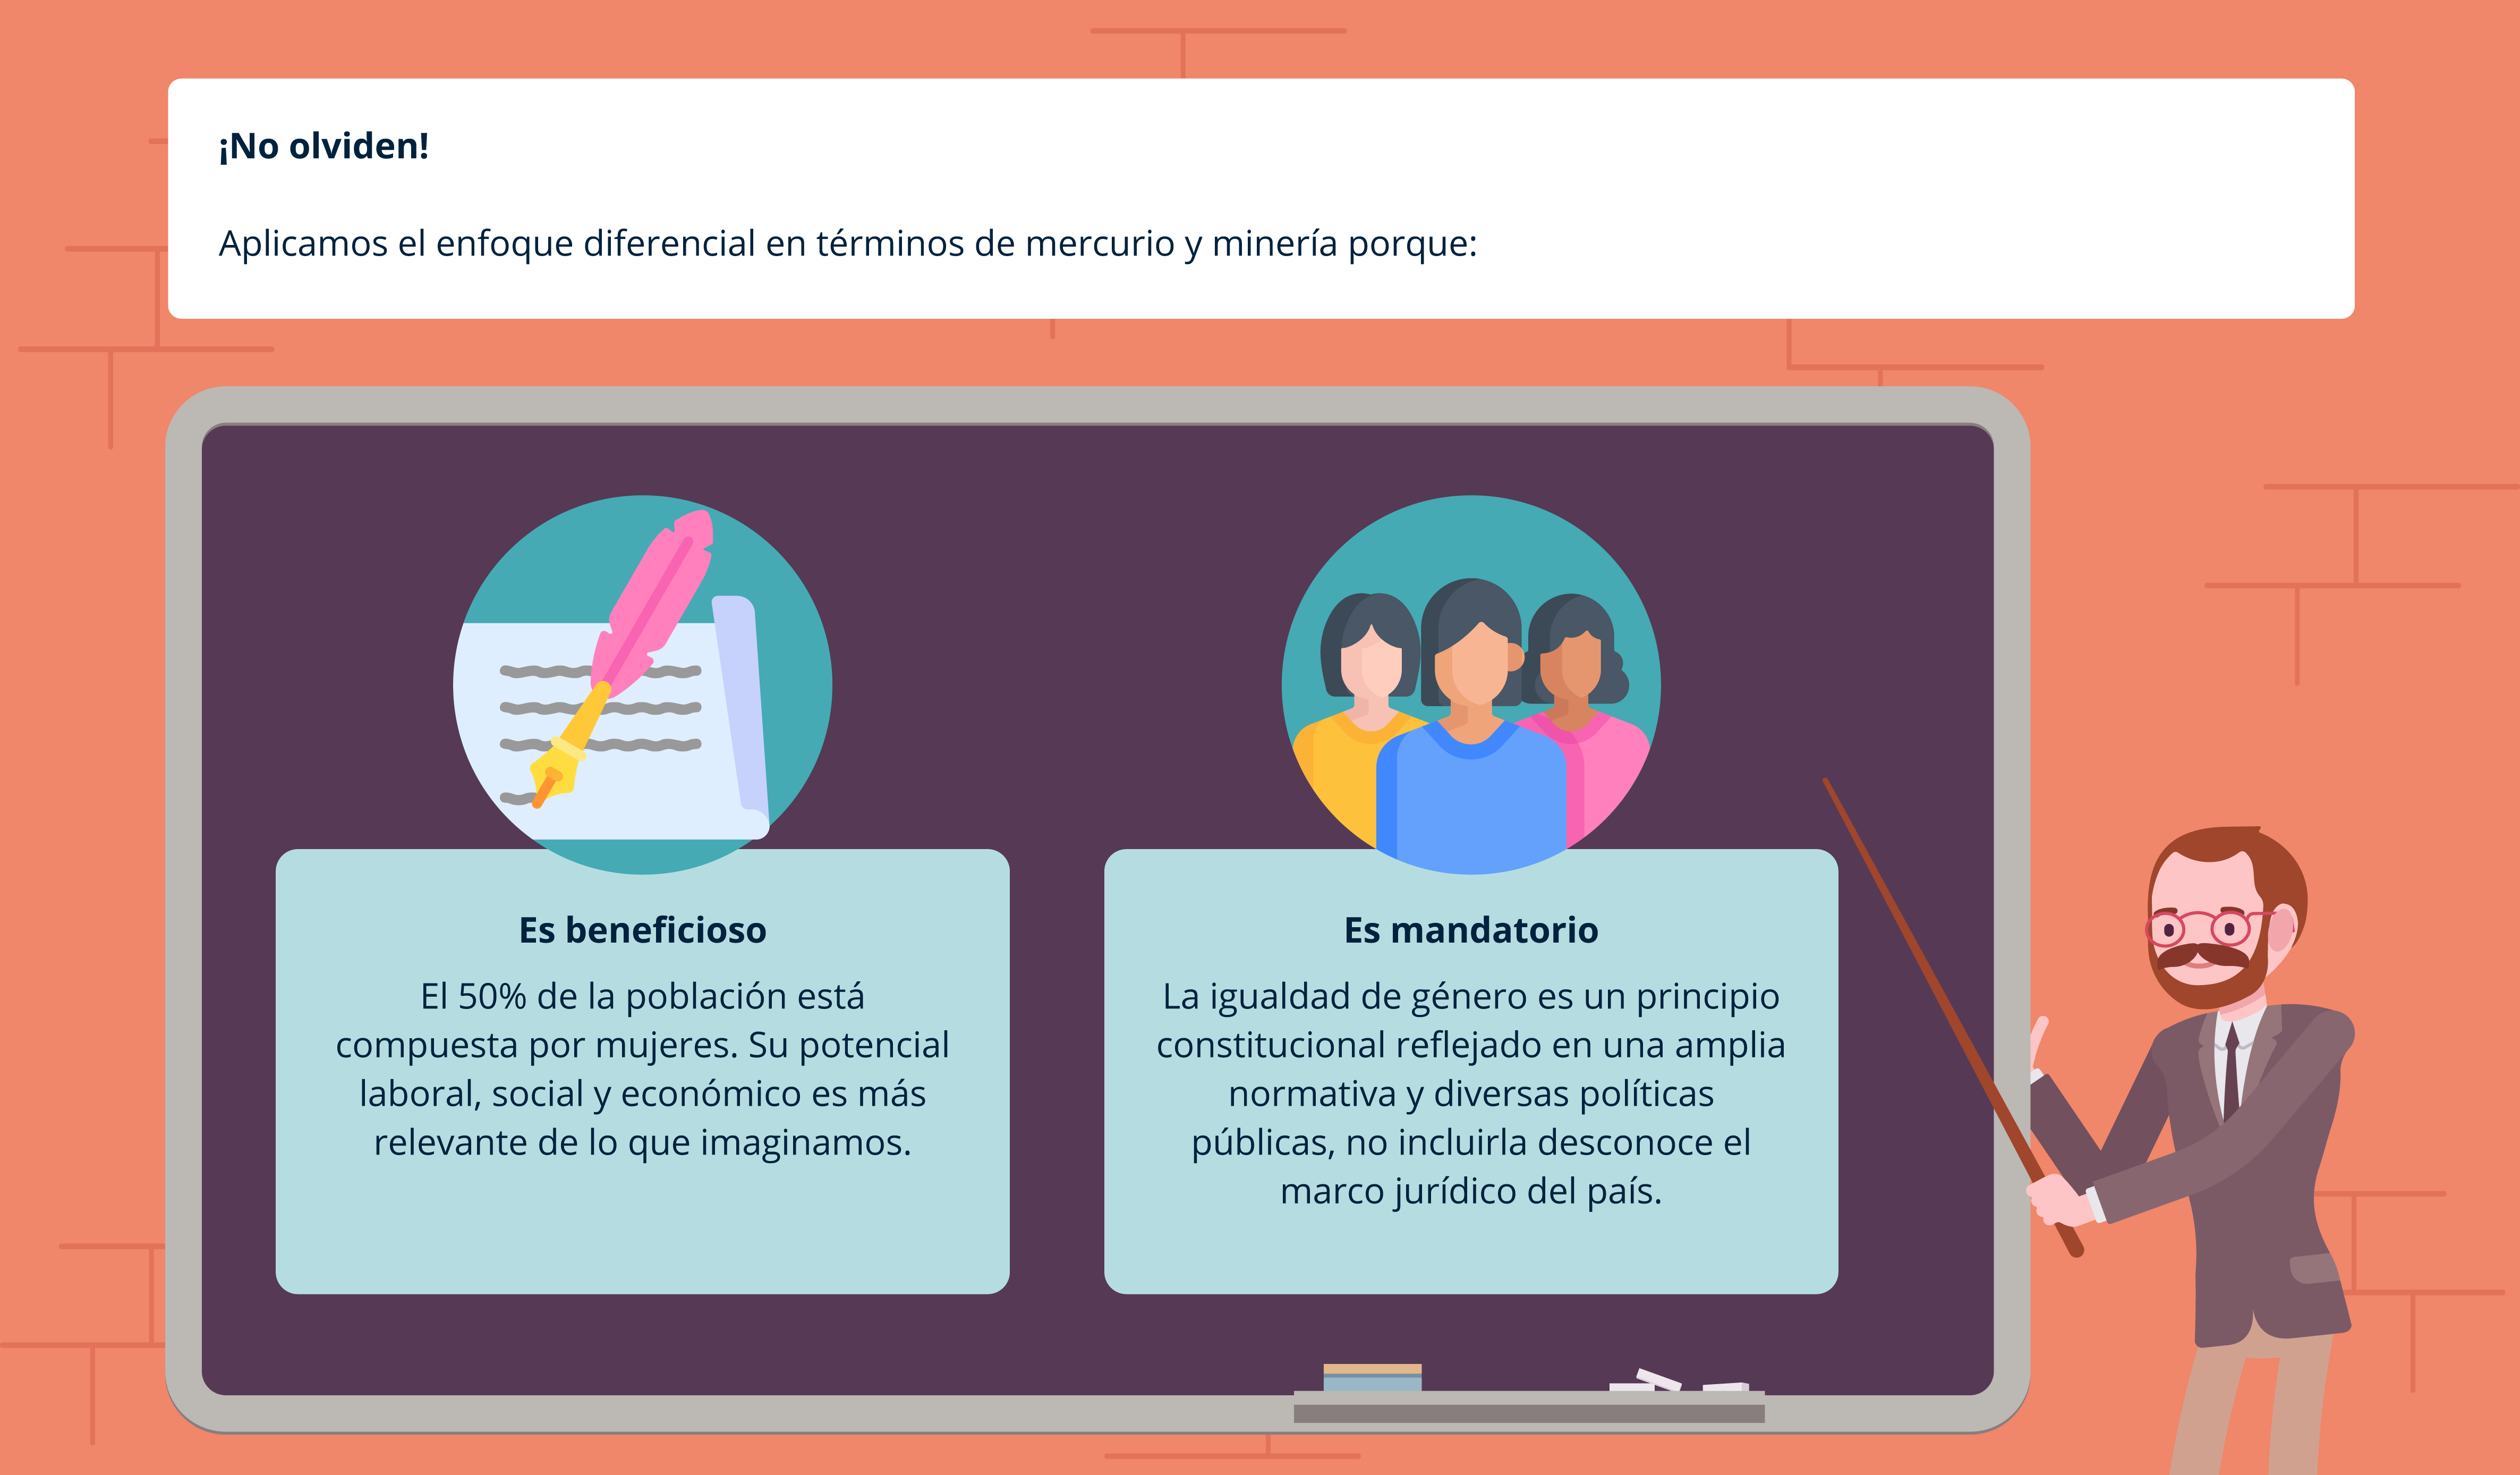 ¡No olviden!
Aplicamos el enfoque diferencial en términos de mercurio y minería porque:
Es beneficioso
El 50% de la población está
compuesta por mujeres. Su potencial
laboral, social y económico es más
relevante de lo que imaginamos.
Es mandatorio
La igualdad de género es un principio
constitucional reflejado en una amplia
normativa y diversas políticas
públicas, no incluirla desconoce el
marco jurídico del país.